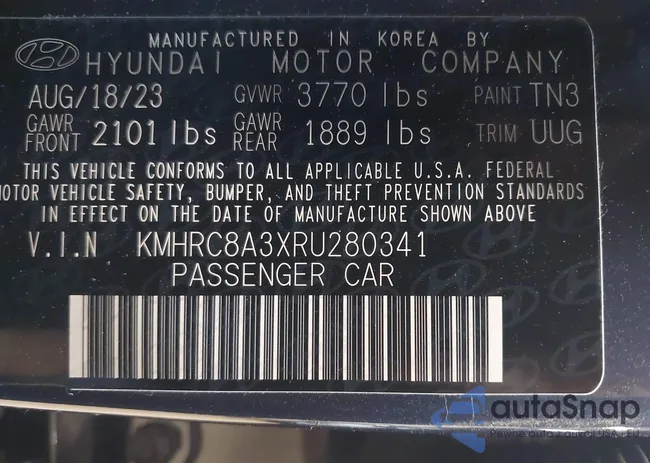 MANUFACTURED IN KOREA BY
HYUNDAI MOTOR COMPANY
AUG/18/23 GVWR 3770 lbs PAINT TN3
GAWR FRONT 2101 lbs GAWR REAR 1889 lbs TRIM UUG
THIS VEHICLE CONFORMS TO ALL APPLICABLE U.S.A. FEDERAL
MOTOR VEHICLE SAFETY, BUMPER, AND THEFT PREVENTION STANDARDS
IN EFFECT ON THE DATE OF MANUFACTURE SHOWN ABOVE
V.I.N KMHRC8A3XRU280341
PASSENGER CAR
autoSnap
Pewne auto z